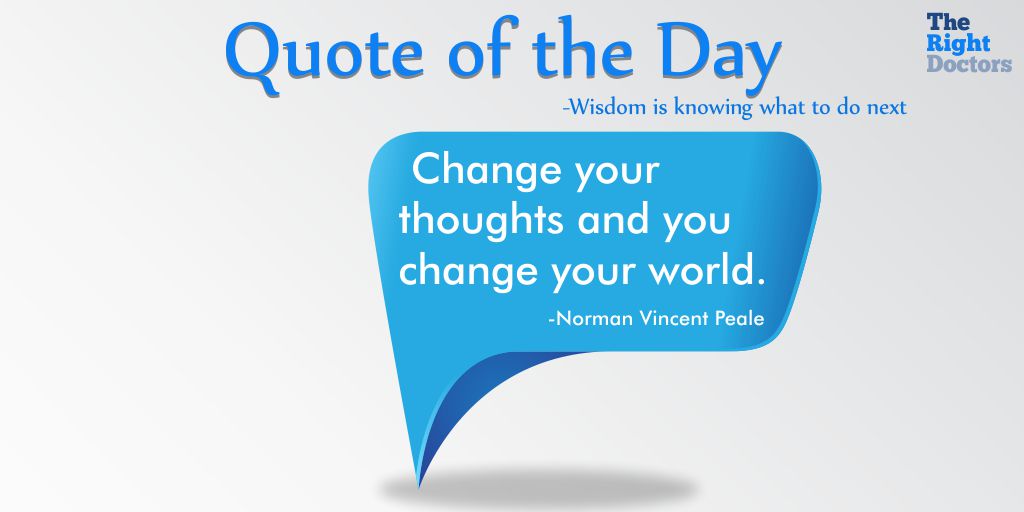 Quote of the Day
The
Right
Doctors
-Wisdom is knowing what to do next
Change your
thoughts and you
change your world.
-Norman Vincent Peale